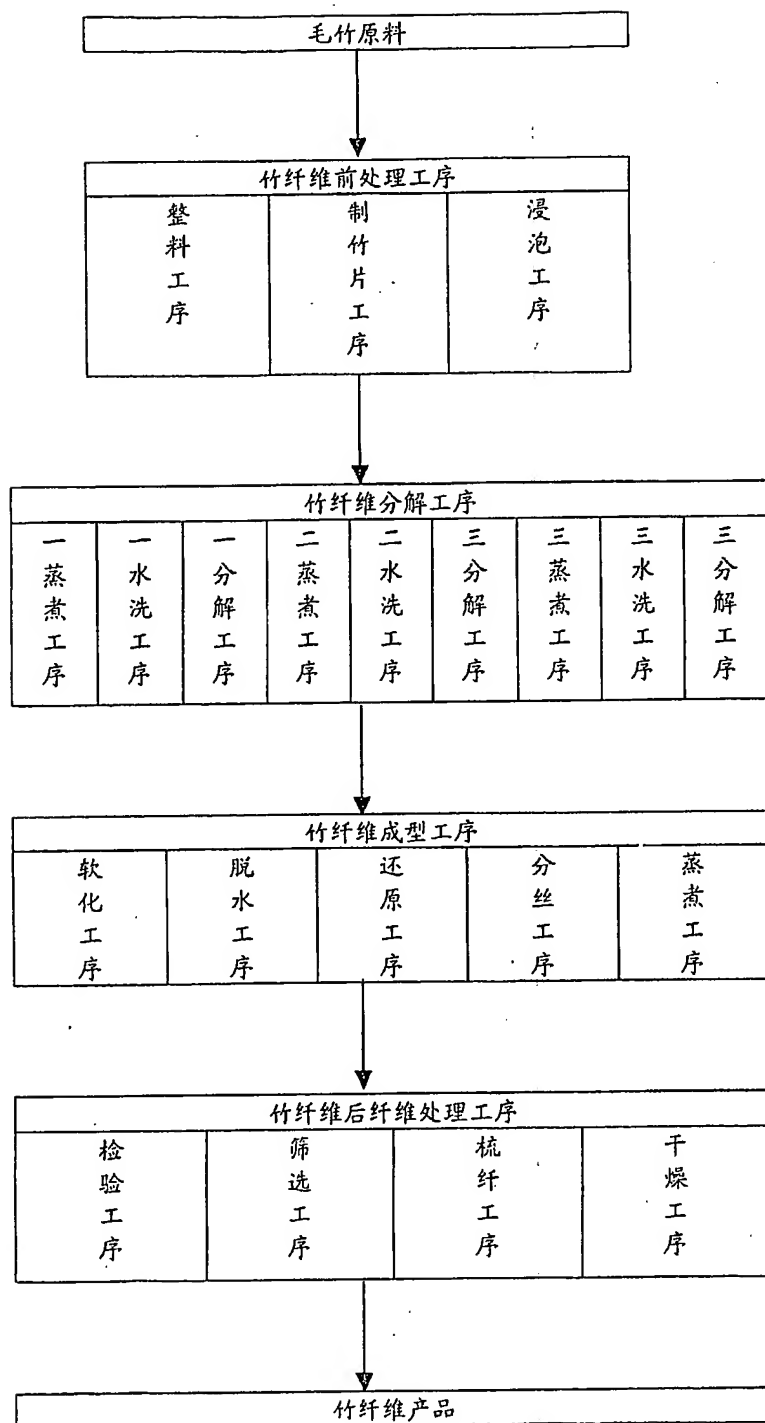 毛竹原料
竹纤维前处理工序
整料工序
制竹片工序
浸泡工序
竹纤维分解工序
一蒸煮工序
一水洗工序
一分解工序
二蒸煮工序
二水洗工序
三分解工序
三蒸煮工序
三水洗工序
三分解工序
竹纤维成型工序
软化工序
脱水工序
还原工序
分丝工序
蒸煮工序
竹纤维后纤维处理工序
检验工序
筛选工序
梳纤工序
干燥工序
竹纤维产品